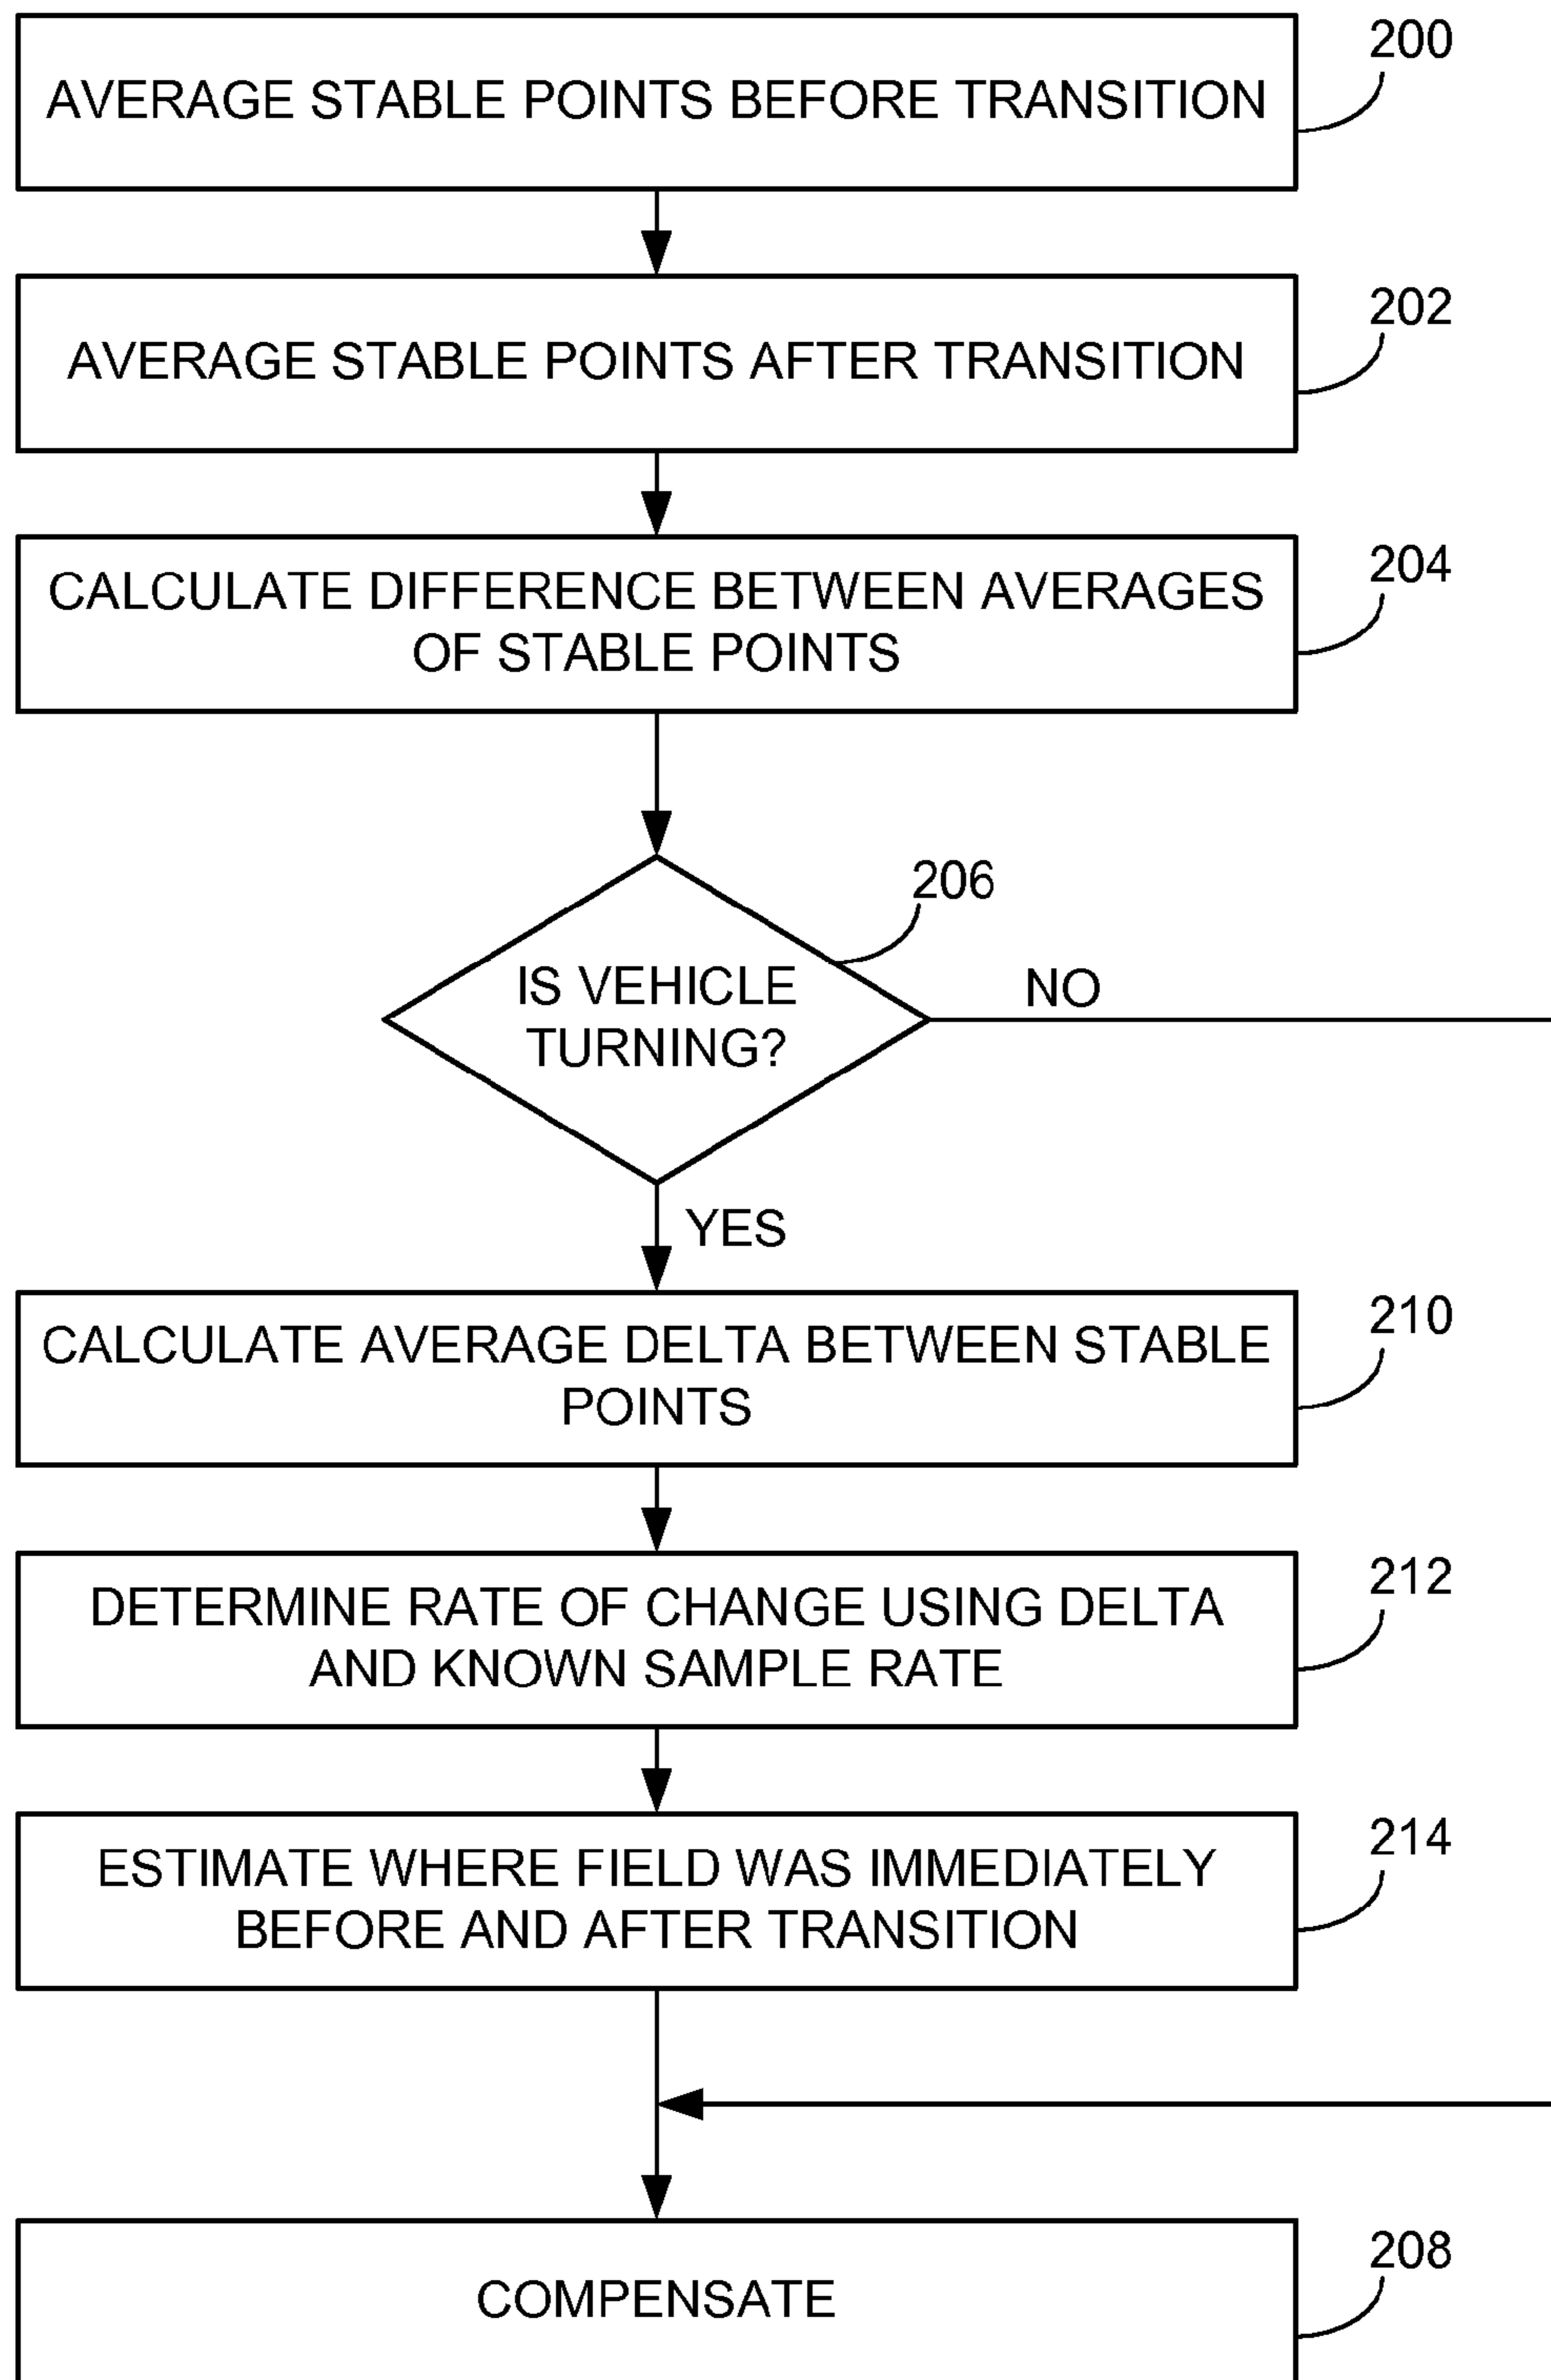 200
AVERAGE STABLE POINTS BEFORE TRANSITION
202
AVERAGE STABLE POINTS AFTER TRANSITION
204
CALCULATE DIFFERENCE BETWEEN AVERAGES
OF STABLE POINTS
206
IS VEHICLE
TURNING?
NO
YES
210
CALCULATE AVERAGE DELTA BETWEEN STABLE
POINTS
212
DETERMINE RATE OF CHANGE USING DELTA
AND KNOWN SAMPLE RATE
214
ESTIMATE WHERE FIELD WAS IMMEDIATELY
BEFORE AND AFTER TRANSITION
208
COMPENSATE